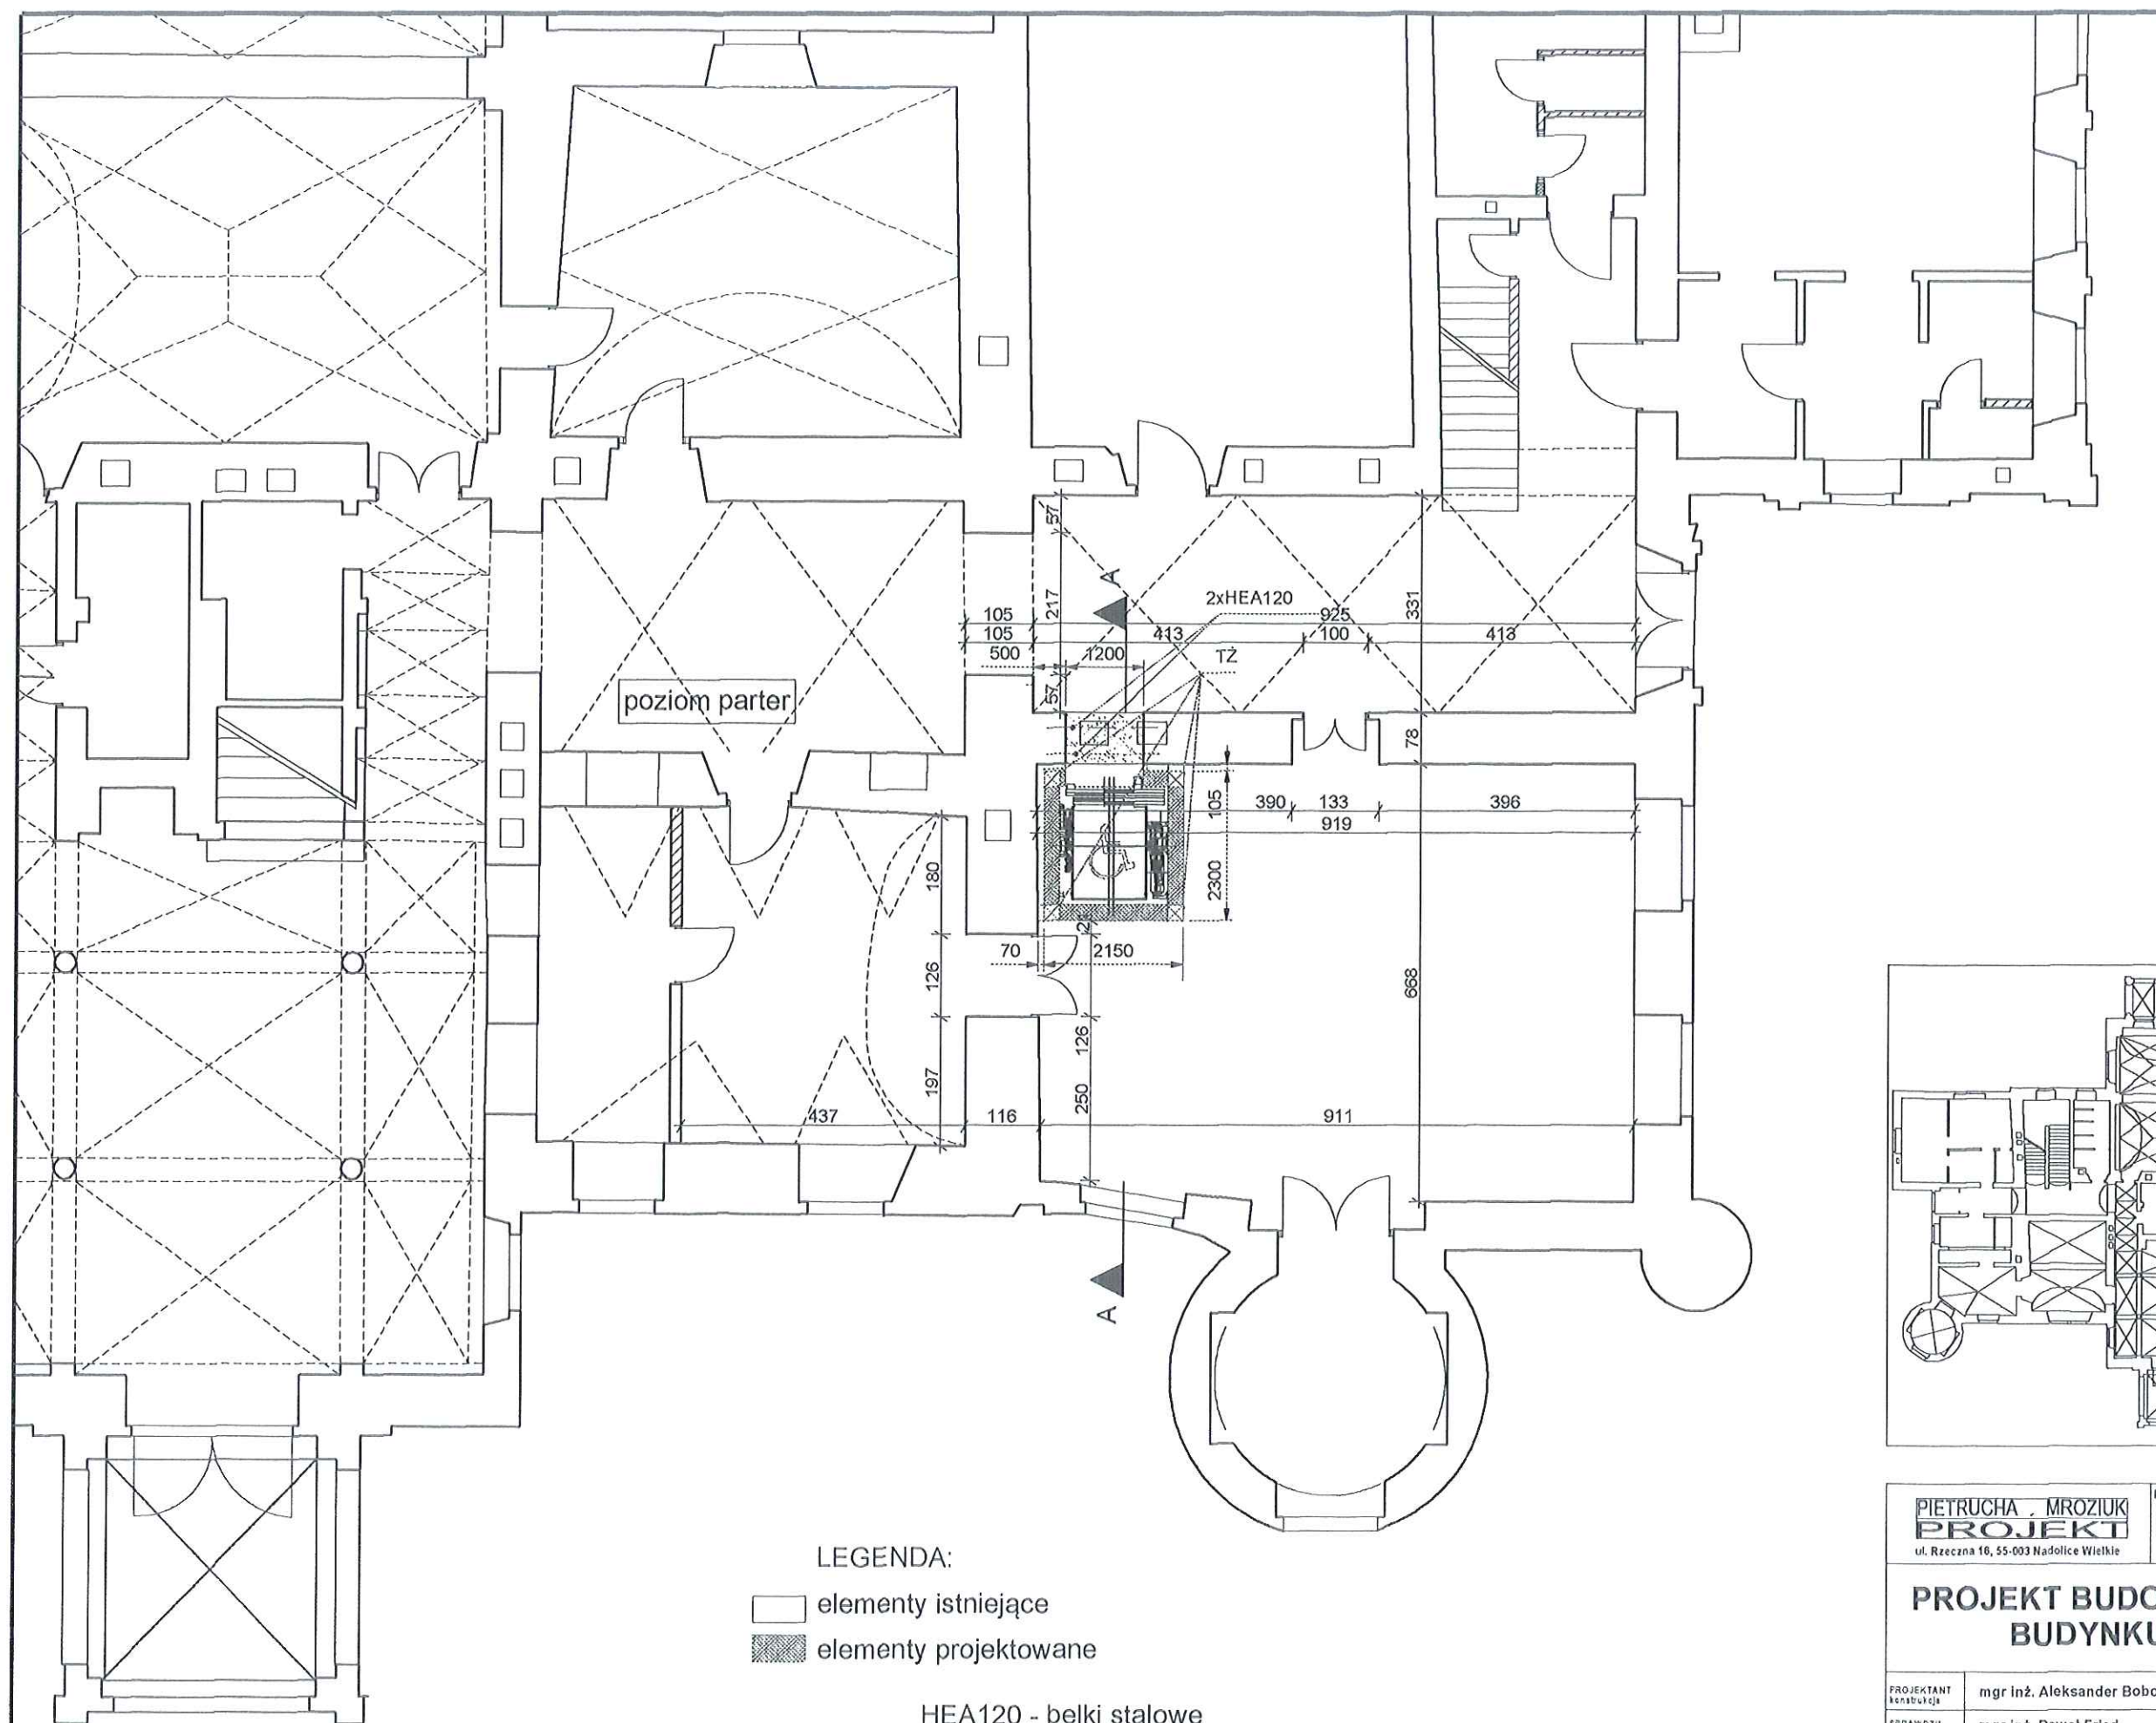 57
217
A
2xHEA120
331
105
925
105
413
100
413
500
1200
TŻ
57
poziom parter
78
105
390
133
396
919
180
2300
70
2150
126
668
126
197
250
437
116
911
A
LEGENDA:
elementy istniejące
elementy projektowane
HEA120 - belki stalowe
PIETRUCHA . MROZIUK
PROJEKT
ul. Rzeczna 16, 55-003 Nadolice Wielkie
PROJEKT BUDO
BUDYNKU
PROJEKTANT
konstrukcja
mgr inż. Aleksander Bobo